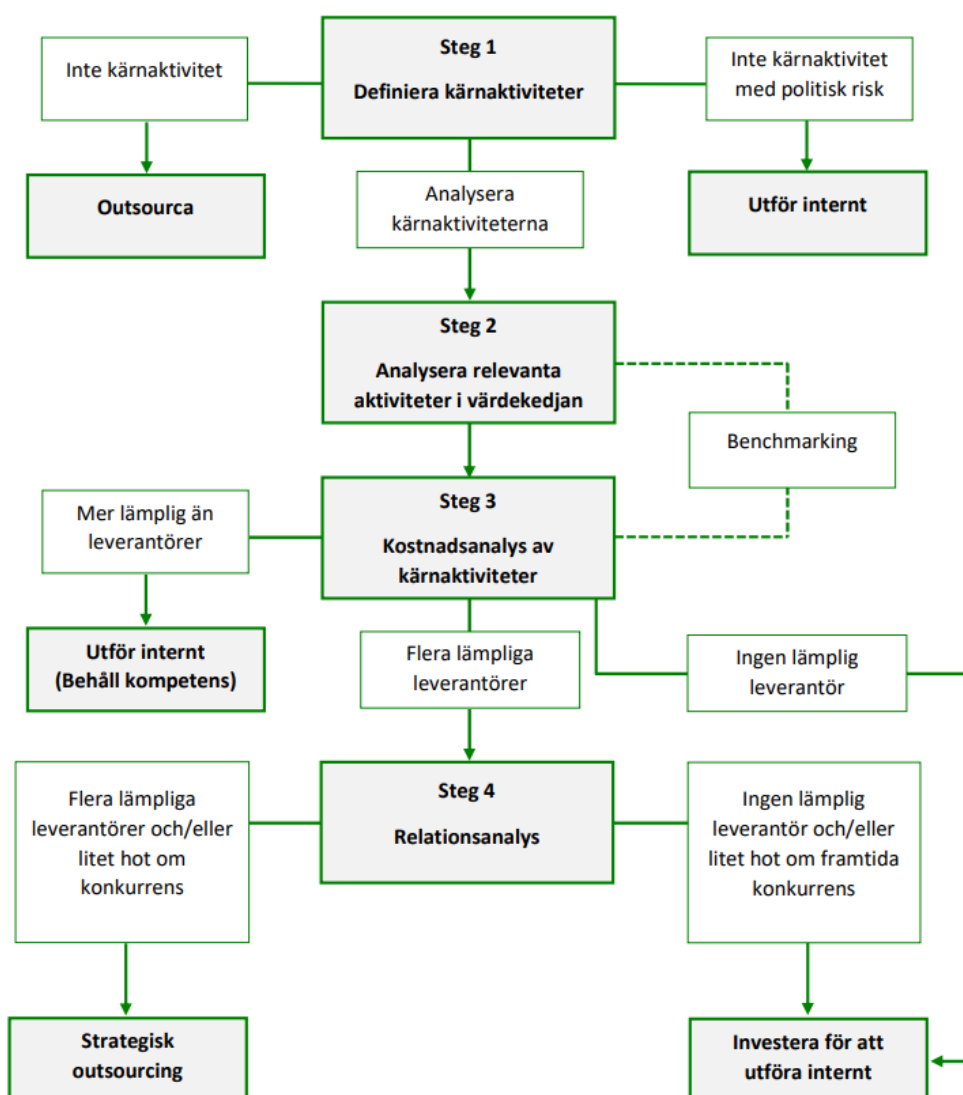 Steg 1
Definiera kärnaktiviteter
Inte kärnaktivitet
Inte kärnaktivitet
med politisk risk
Outsourca
Analysera
kärnaktiviteterna
Utför internt
Steg 2
Analysera relevanta
aktiviteter i värdekedjan
Benchmarking
Steg 3
Kostnadsanalys av
kärnaktiviteter
Mer lämplig än
leverantörer
Utför internt
(Behåll kompetens)
Flera lämpliga
leverantörer
Ingen lämplig
leverantör
Steg 4
Relationsanalys
Flera lämpliga
leverantörer och/eller
litet hot om
konkurrens
Ingen lämplig
leverantör och/eller
litet hot om framtida
konkurrens
Strategisk
outsourcing
Investera för att
utföra internt